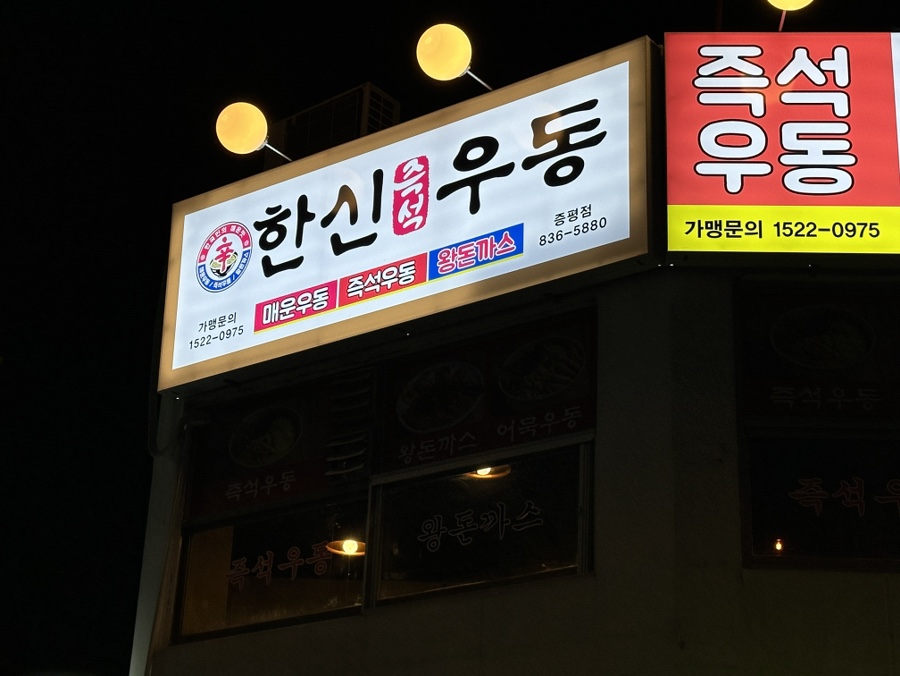 한신 즉석 우동
증평점
836-5880
매운우동 즉석우동 왕돈까스
가맹문의
1522-0975
辛
즉석
우동
가맹문의 1522-0975
즉석우동
왕돈까스
어묵우동
즉석우동
즉석우동
왕돈까스
즉석우